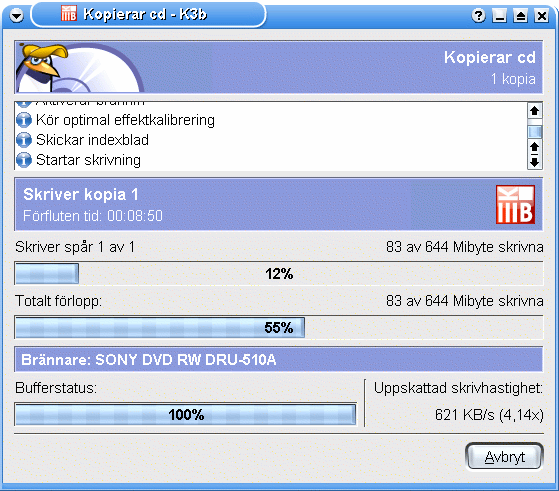 Kopierar cd - K3b
Kopierar cd
1 kopia
Aktiverar brännfri
Kör optimal effektkalibrering
Skickar indexblad
Startar skrivning
Skriver kopia 1
Förfluten tid: 00:08:50
K
B
Skriver spår 1 av 1
83 av 644 Mibyte skrivna
12%
Totalt förlopp:
83 av 644 Mibyte skrivna
55%
Brännare: SONY DVD RW DRU-510A
Bufferstatus:
Uppskattad skrivhastighet:
100%
621 KB/s (4,14x)
Avbryt